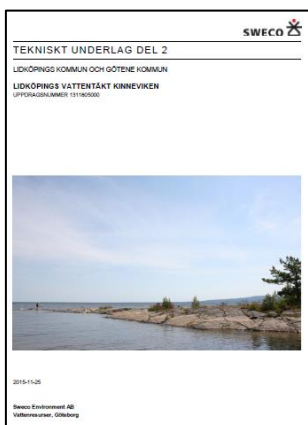 SWECO
TEKNISKT UNDERLAG DEL 2
LIDKÖPINGS KOMMUN OCH GÖTENE KOMMUN
LIDKÖPINGS VATTENTÄKT KINNEVIKEN
UPPDRAGSNUMMER 1311605000
2015-11-25
Sweco Environment AB
Vattenresurser, Göteborg